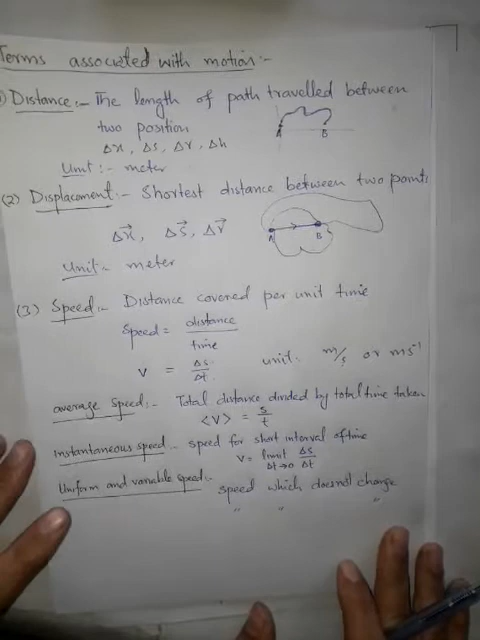 Terms associated with motion:-
(1) Distance:- The length of path travelled between
two position
Δx, Δs, Δr, Δh
A B
Unit:- meter
(2) Displacement:- Shortest distance between two points
Δx⃗, Δs⃗, Δr⃗
A B
Unit:- meter
(3) Speed:- Distance covered per unit time
Speed = distance / time
V = Δs / Δt unit: m/s or ms⁻¹
average speed:- Total distance divided by total time taken
<V> = s / t
Instantaneous speed - speed for short interval of time
V = limit Δt→0 Δs / Δt
Uniform and variable speed:-
speed which doesnot change
" " "